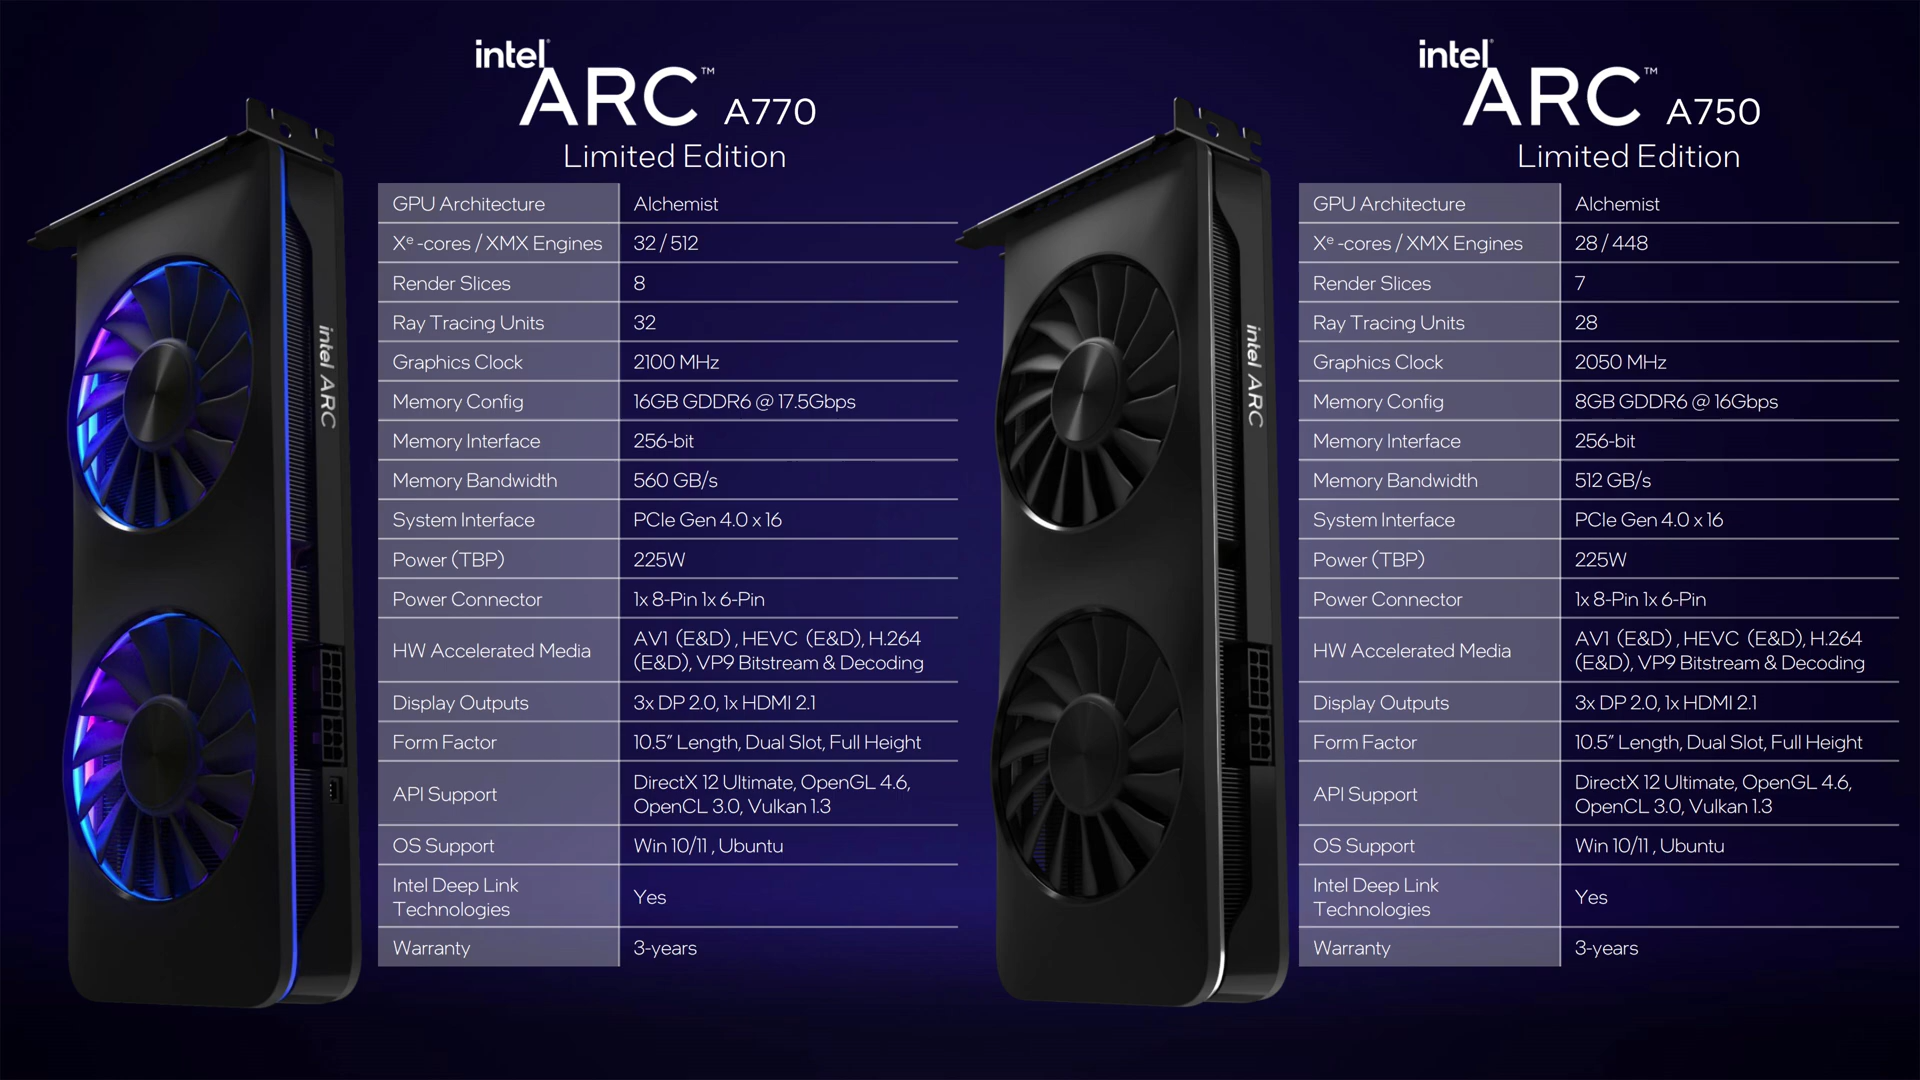 intel
ARC™ A770
Limited Edition
GPU Architecture Alchemist
Xᵉ-cores / XMX Engines 32 / 512
Render Slices 8
Ray Tracing Units 32
Graphics Clock 2100 MHz
Memory Config 16GB GDDR6 @ 17.5Gbps
Memory Interface 256-bit
Memory Bandwidth 560 GB/s
System Interface PCIe Gen 4.0 x 16
Power (TBP) 225W
Power Connector 1x 8-Pin 1x 6-Pin
HW Accelerated Media AV1 (E&D) , HEVC (E&D), H.264
(E&D), VP9 Bitstream & Decoding
Display Outputs 3x DP 2.0, 1x HDMI 2.1
Form Factor 10.5” Length, Dual Slot, Full Height
API Support DirectX 12 Ultimate, OpenGL 4.6,
OpenCL 3.0, Vulkan 1.3
OS Support Win 10/11 , Ubuntu
Intel Deep Link
Technologies Yes
Warranty 3-years
intel ARC
intel
ARC™ A750
Limited Edition
GPU Architecture Alchemist
Xᵉ-cores / XMX Engines 28 / 448
Render Slices 7
Ray Tracing Units 28
Graphics Clock 2050 MHz
Memory Config 8GB GDDR6 @ 16Gbps
Memory Interface 256-bit
Memory Bandwidth 512 GB/s
System Interface PCIe Gen 4.0 x 16
Power (TBP) 225W
Power Connector 1x 8-Pin 1x 6-Pin
HW Accelerated Media AV1 (E&D) , HEVC (E&D), H.264
(E&D), VP9 Bitstream & Decoding
Display Outputs 3x DP 2.0, 1x HDMI 2.1
Form Factor 10.5” Length, Dual Slot, Full Height
API Support DirectX 12 Ultimate, OpenGL 4.6,
OpenCL 3.0, Vulkan 1.3
OS Support Win 10/11 , Ubuntu
Intel Deep Link
Technologies Yes
Warranty 3-years
intel ARC